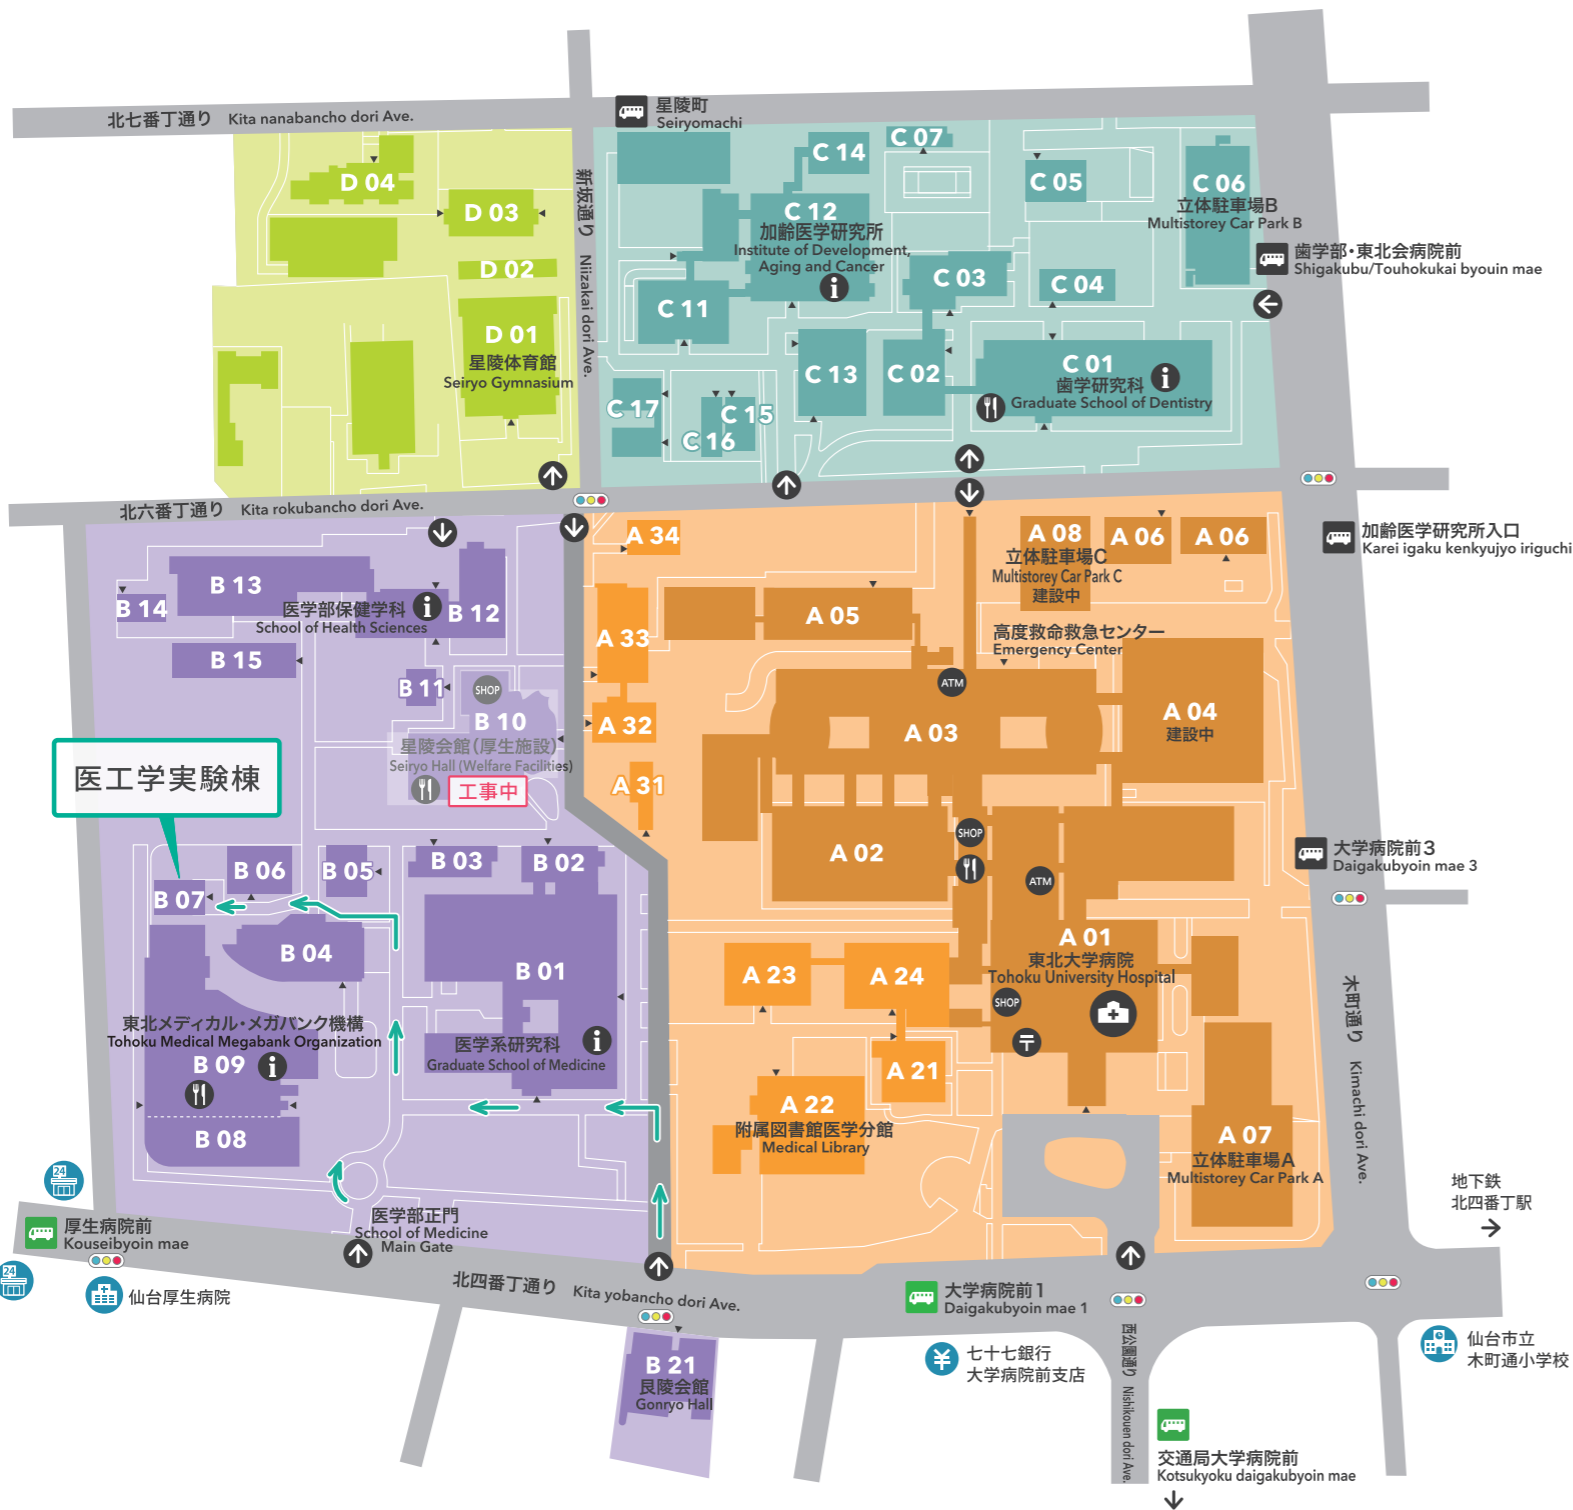 星陵町
Seiryomachi
北七番丁通り Kita nanabancho dori Ave.
新坂通り Niizakai dori Ave.
D 04
D 03
D 02
D 01
星陵体育館
Seiryo Gymnasium
C 14
C 07
C 05
C 06
立体駐車場B
Multistorey Car Park B
C 12
加齢医学研究所
Institute of Development,
Aging and Cancer
C 03
C 04
C 11
C 13
C 02
C 01
歯学研究科
Graduate School of Dentistry
C 17
C 15
C 16
歯学部・東北会病院前
Shigakubu/Touhokukai byouin mae
北六番丁通り Kita rokubancho dori Ave.
加齢医学研究所入口
Karei igaku kenkyujyo iriguchi
A 34
A 08
立体駐車場C
Multistorey Car Park C
建設中
A 06
A 06
B 13
B 14
医学部保健学科
School of Health Sciences
B 12
B 15
B 11
SHOP
B 10
星陵会館（厚生施設）
Seiryo Hall (Welfare Facilities)
工事中
医工学実験棟
A 33
A 05
高度救命救急センター
Emergency Center
ATM
A 32
A 03
A 04
建設中
A 31
A 02
SHOP
ATM
大学病院前3
Daigakubyoin mae 3
B 03
B 02
B 06
B 05
B 07
B 04
B 01
A 23
A 24
A 01
東北大学病院
Tohoku University Hospital
SHOP
〒
木町通り Kimachi dori Ave.
東北メディカル・メガバンク機構
Tohoku Medical Megabank Organization
B 09
医学系研究科
Graduate School of Medicine
B 08
A 21
A 22
附属図書館医学分館
Medical Library
A 07
立体駐車場A
Multistorey Car Park A
地下鉄
北四番丁駅
24
厚生病院前
Kouseibyoin mae
24
仙台厚生病院
医学部正門
School of Medicine
Main Gate
北四番丁通り Kita yobancho dori Ave.
大学病院前1
Daigakubyoin mae 1
¥
七十七銀行
大学病院前支店
西公園通り Nishikouen dori Ave.
仙台市立
木町通小学校
B 21
艮陵会館
Gonryo Hall
交通局大学病院前
Kotsukyoku daigakubyoin mae